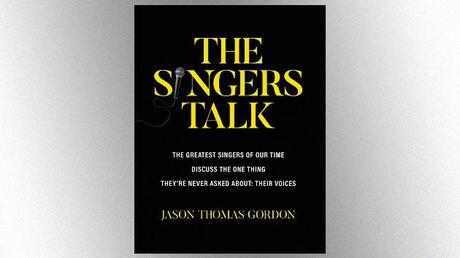 THE
SINGERS
TALK
THE GREATEST SINGERS OF OUR TIME
DISCUSS THE ONE THING
THEY'RE NEVER ASKED ABOUT: THEIR VOICES
JASON THOMAS GORDON